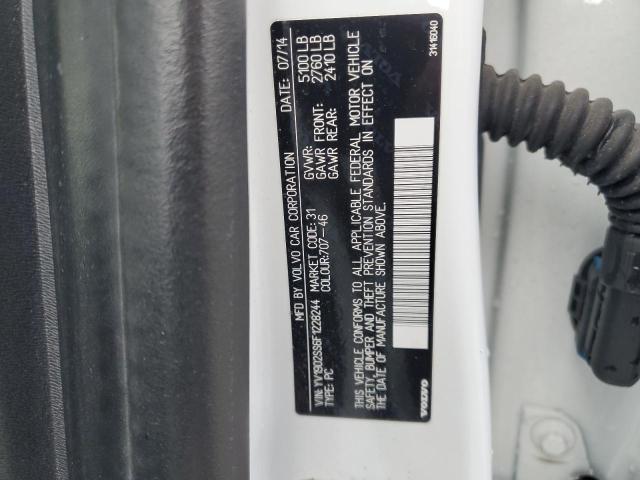 MFD BY VOLVO CAR CORPORATION DATE: 07/14
VIN: YV1902SS6F1228244 MARKET CODE: 31
TYPE: PC COLOUR:707-46
GVWR: 5100 LB
GAWR FRONT: 2760 LB
GAWR REAR: 2410 LB
THIS VEHICLE CONFORMS TO ALL APPLICABLE FEDERAL MOTOR VEHICLE
SAFETY, BUMPER AND THEFT PREVENTION STANDARDS IN EFFECT ON
THE DATE OF MANUFACTURE SHOWN ABOVE.
VOLVO
31416040